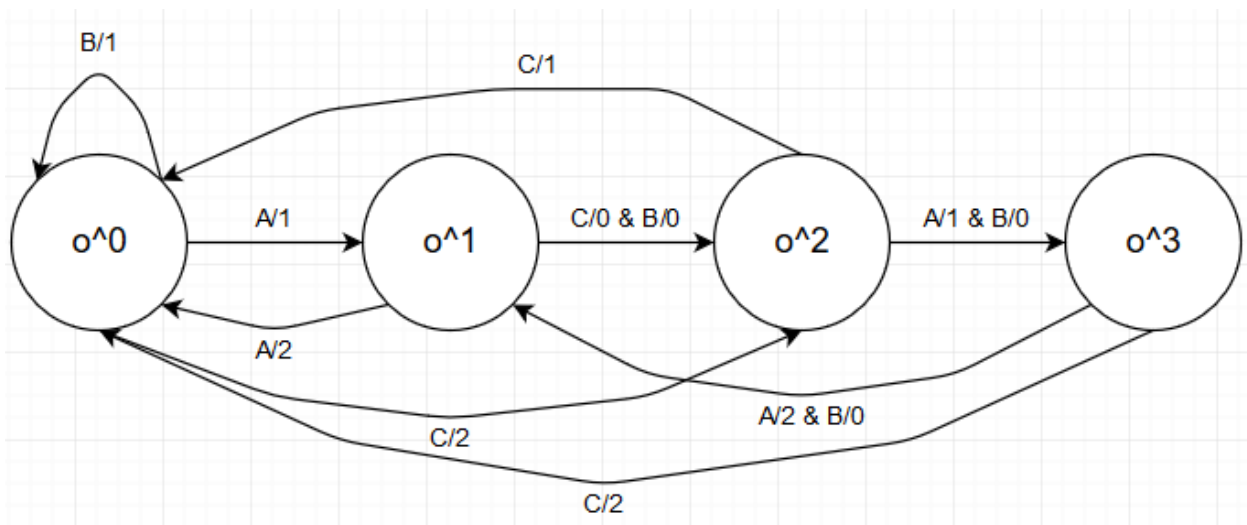 B/1
C/1
o^0
A/1
o^1
C/0 & B/0
o^2
A/1 & B/0
o^3
A/2
C/2
A/2 & B/0
C/2